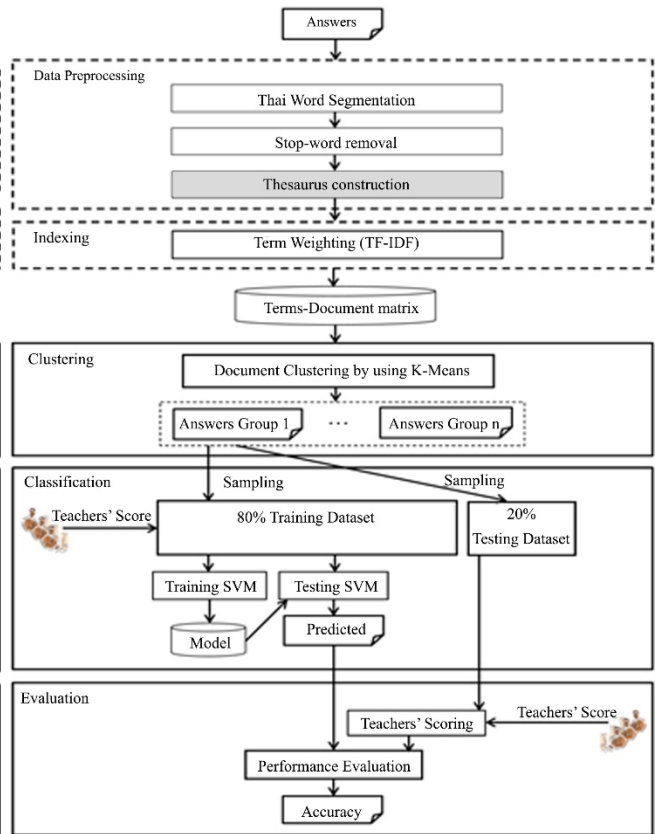 Answers
Data Preprocessing
Thai Word Segmentation
Stop-word removal
Thesaurus construction
Indexing
Term Weighting (TF-IDF)
Terms-Document matrix
Clustering
Document Clustering by using K-Means
Answers Group 1 ... Answers Group n
Classification
Sampling
Sampling
Teachers' Score
80% Training Dataset
20%
Testing Dataset
Training SVM
Testing SVM
Model
Predicted
Evaluation
Teachers' Scoring
Teachers' Score
Performance Evaluation
Accuracy